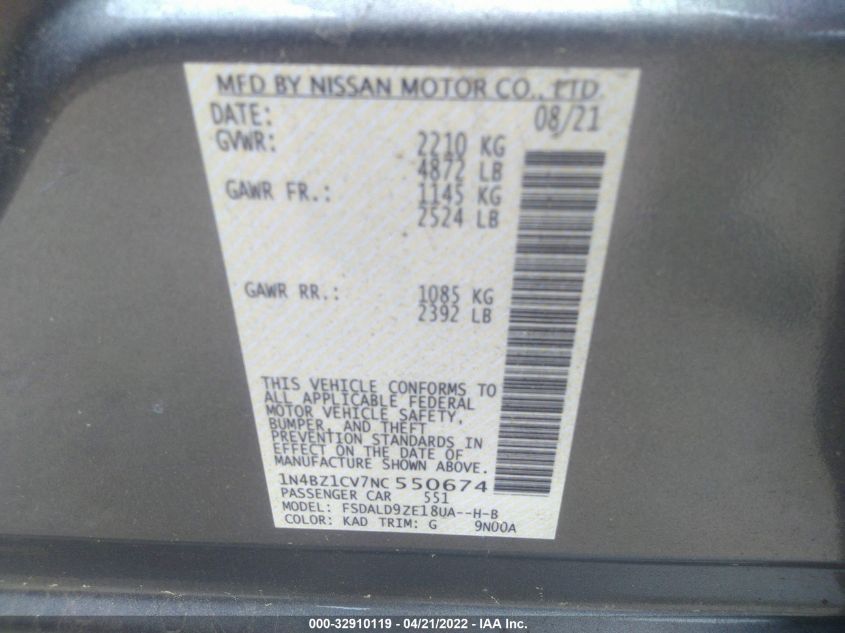 MFD BY NISSAN MOTOR CO., LTD
DATE: 08/21
GVWR: 2210 KG
4872 LB
GAWR FR.: 1145 KG
2524 LB
GAWR RR.: 1085 KG
2392 LB
THIS VEHICLE CONFORMS TO
ALL APPLICABLE FEDERAL
MOTOR VEHICLE SAFETY,
BUMPER, AND THEFT
PREVENTION STANDARDS IN
EFFECT ON THE DATE OF
MANUFACTURE SHOWN ABOVE.
1N4BZ1CV7NC 550674
PASSENGER CAR 551
MODEL: FSDALD9ZE18UA--H-B
COLOR: KAD TRIM: G 9N00A
000-32910119 - 04/21/2022 - IAA Inc.